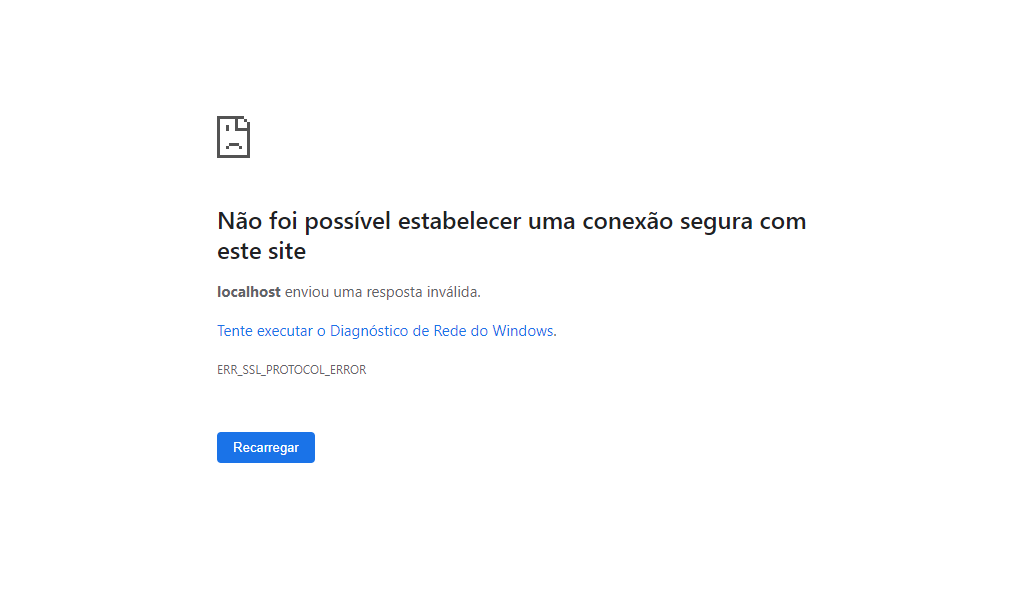 Não foi possível estabelecer uma conexão segura com
este site
localhost enviou uma resposta inválida.
Tente executar o Diagnóstico de Rede do Windows.
ERR_SSL_PROTOCOL_ERROR
Recarregar